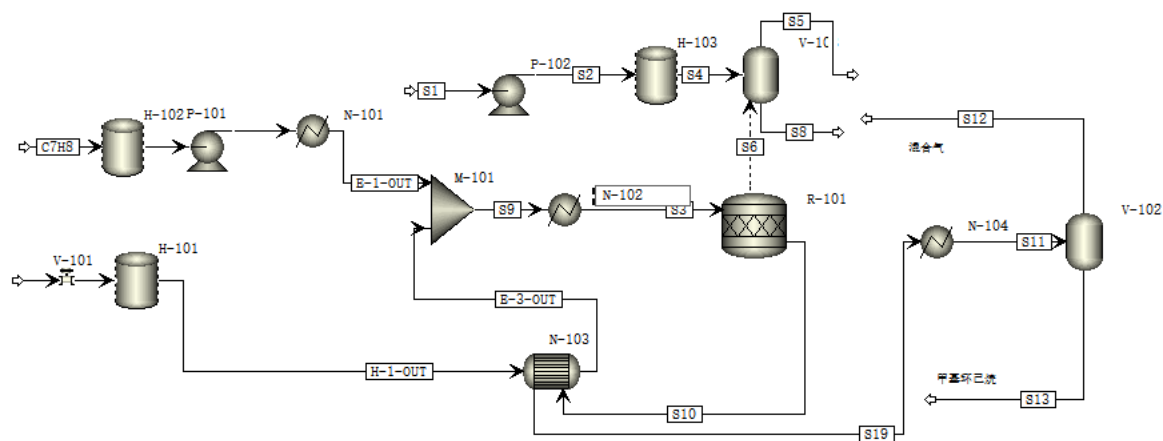 S5
H-103
V-10
P-102
S2
S4
S1
H-102
P-101
N-101
S12
C7H8
S8
混合气
S6
E-1-OUT
M-101
N-102
R-101
S9
S3
V-102
N-104
S11
V-101
H-101
E-3-OUT
N-103
H-1-OUT
甲基环己烷
S13
S10
S19